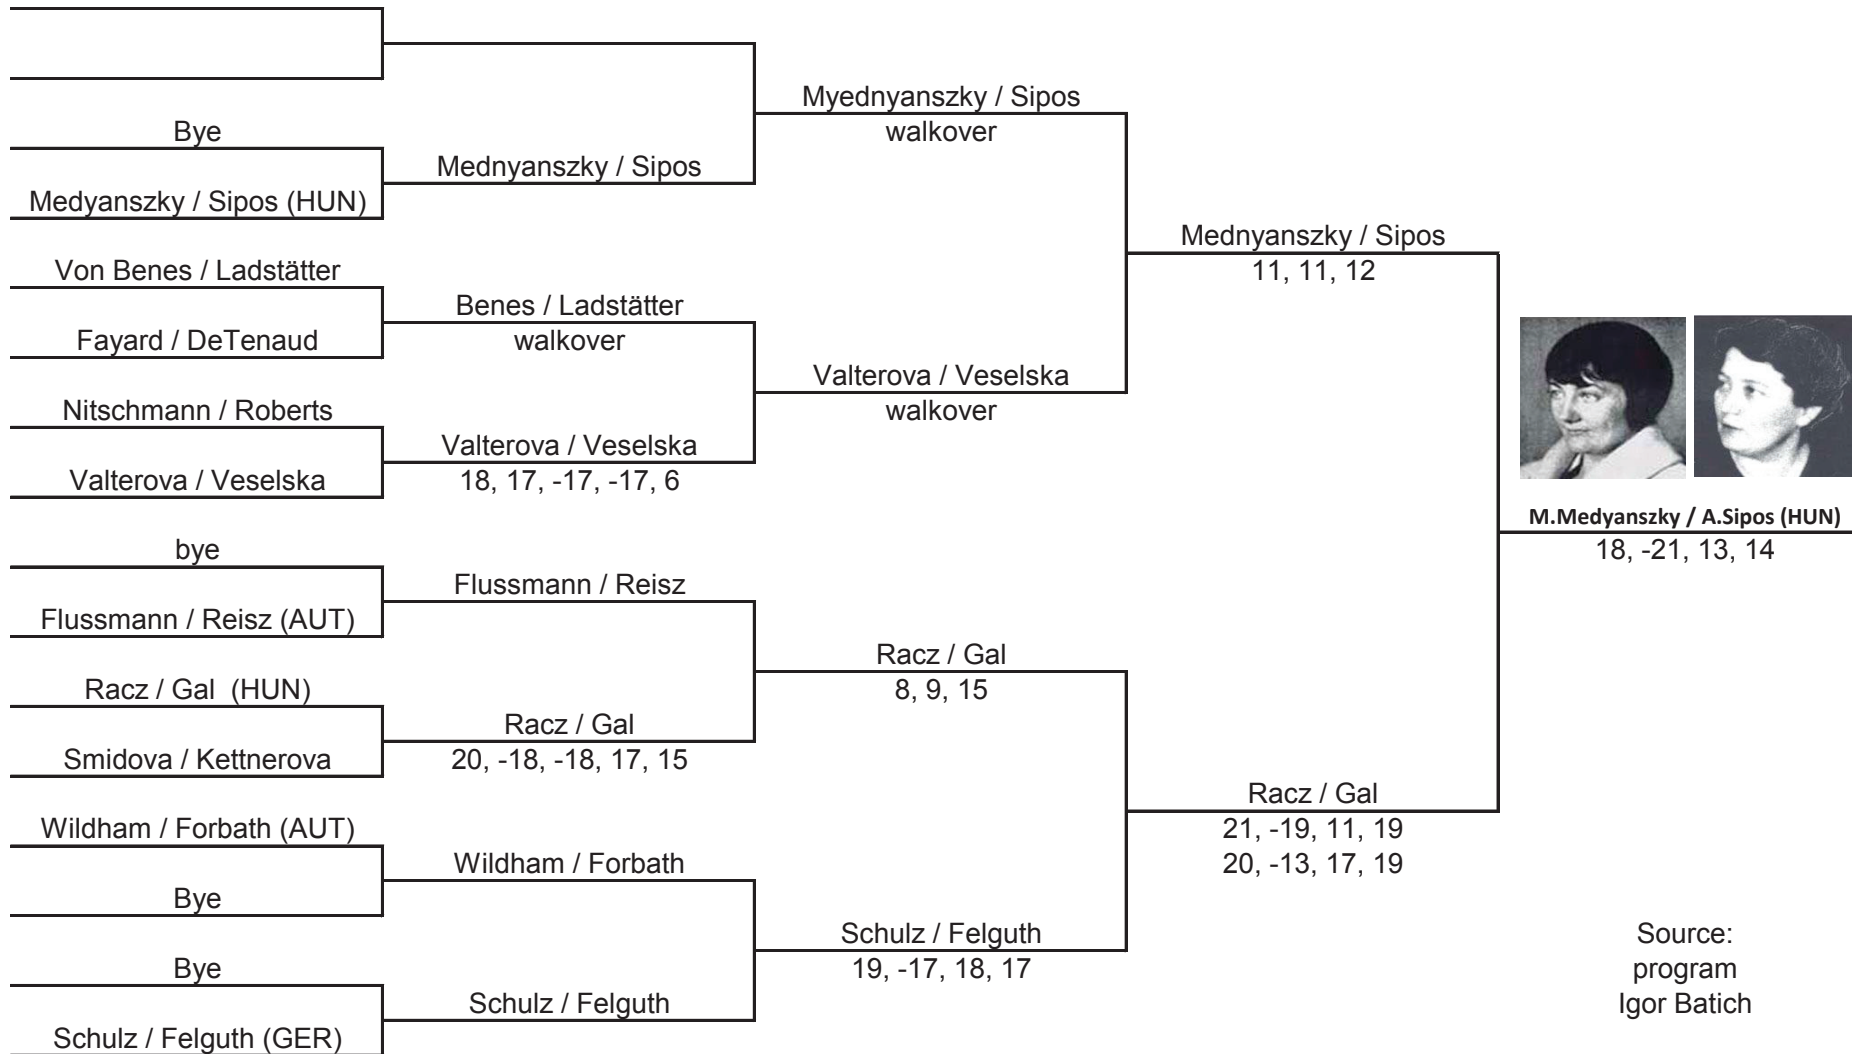 Bye
Medyanszky / Sipos (HUN)
Von Benes / Ladstätter
Fayard / DeTenaud
Nitschmann / Roberts
Valterova / Veselska
bye
Flussmann / Reisz (AUT)
Racz / Gal  (HUN)
Smidova / Kettnerova
Wildham / Forbath (AUT)
Bye
Bye
Schulz / Felguth (GER)
Mednyanszky / Sipos
Benes / Ladstätter
walkover
Valterova / Veselska
18, 17, -17, -17, 6
Flussmann / Reisz
Racz / Gal
20, -18, -18, 17, 15
Wildham / Forbath
Schulz / Felguth
Myednyanszky / Sipos
walkover
Valterova / Veselska
walkover
Racz / Gal
8, 9, 15
Schulz / Felguth
19, -17, 18, 17
Mednyanszky / Sipos
11, 11, 12
Racz / Gal
21, -19, 11, 19
20, -13, 17, 19
M.Medyanszky / A.Sipos (HUN)
18, -21, 13, 14
Source:
program
Igor Batich